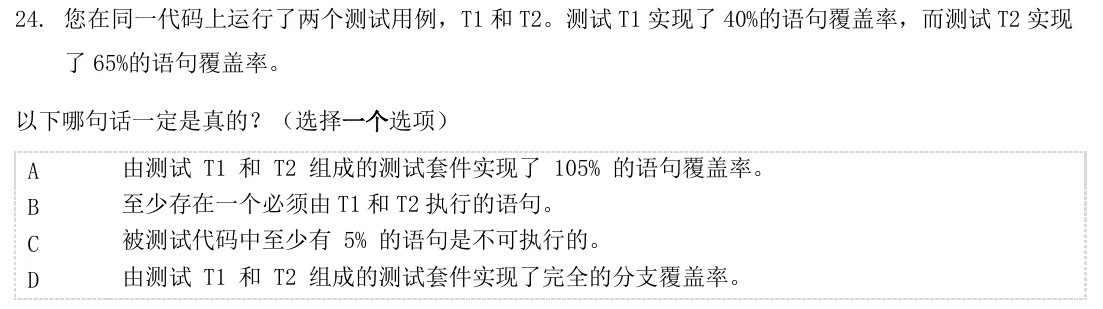 24. 您在同一代码上运行了两个测试用例，T1 和 T2。测试 T1 实现了 40%的语句覆盖率，而测试 T2 实现
了 65%的语句覆盖率。
以下哪句话一定是真的？（选择一个选项）
A 由测试 T1 和 T2 组成的测试套件实现了 105% 的语句覆盖率。
B 至少存在一个必须由 T1 和 T2 执行的语句。
C 被测试代码中至少有 5% 的语句是不可执行的。
D 由测试 T1 和 T2 组成的测试套件实现了完全的分支覆盖率。